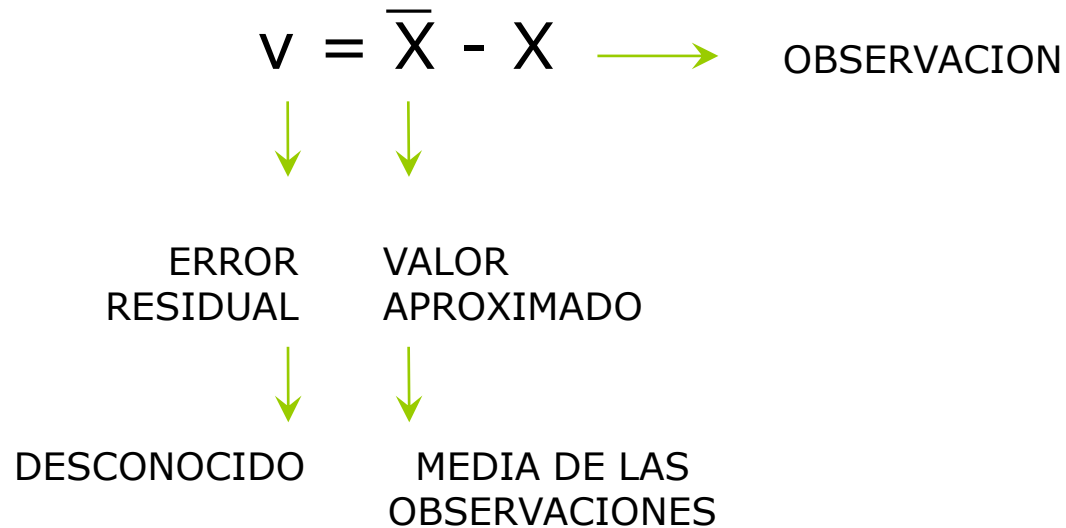 v = X̅ - X
OBSERVACION
ERROR
RESIDUAL
VALOR
APROXIMADO
DESCONOCIDO
MEDIA DE LAS
OBSERVACIONES